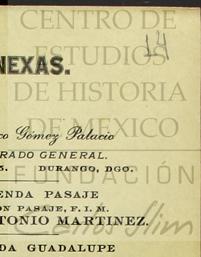 CENTRO DE
ESTUDIOS
14
NEXAS.
DE HISTORIA
DE MEXICO
co Gómez Palacio
RADO GENERAL.
5. DURANGO, DGO.
FUNDACIÓN
ENDA PASAJE
ON PASAJE, F. I. M.
TONIO MARTINEZ.
Carlos Slim
DA GUADALUPE